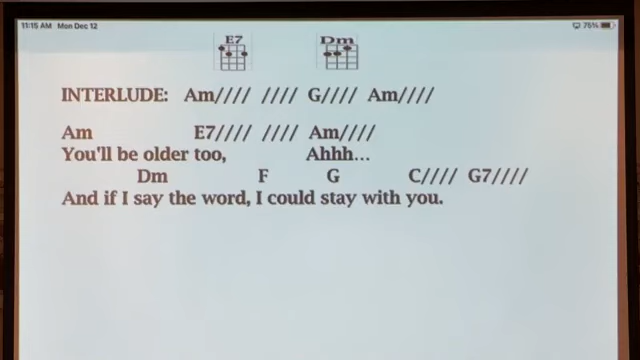 11:15 AM Mon Dec 12
75%
E7 Dm
INTERLUDE: Am//// //// G//// Am////
Am E7//// //// Am////
You'll be older too, Ahhh...
Dm F G C//// G7////
And if I say the word, I could stay with you.